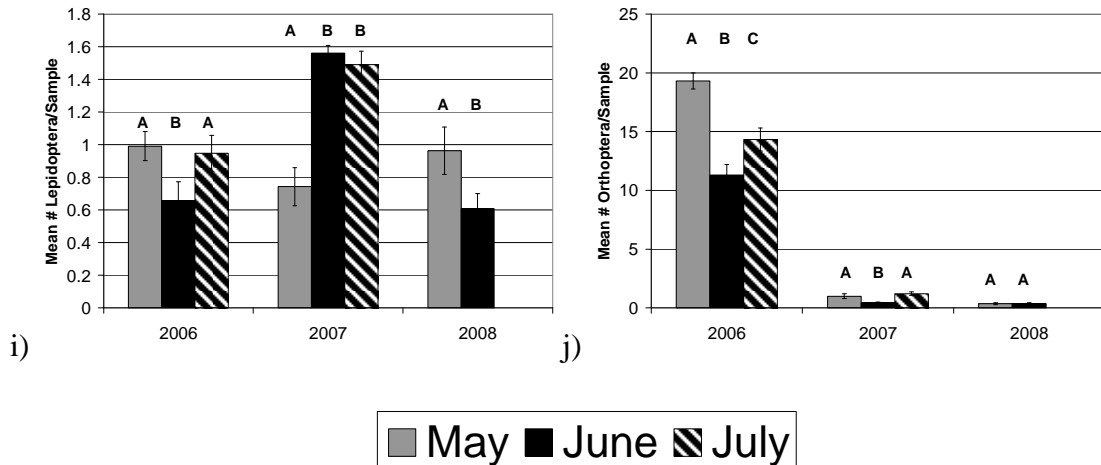 Mean # Lepidoptera/Sample
1.8
1.6
1.4
1.2
1
0.8
0.6
0.4
0.2
0
A B A
A B B
A B
2006 2007 2008
i)
Mean # Orthoptera/Sample
25
20
15
10
5
0
A B C
A B A
A A
2006 2007 2008
j)
May June July